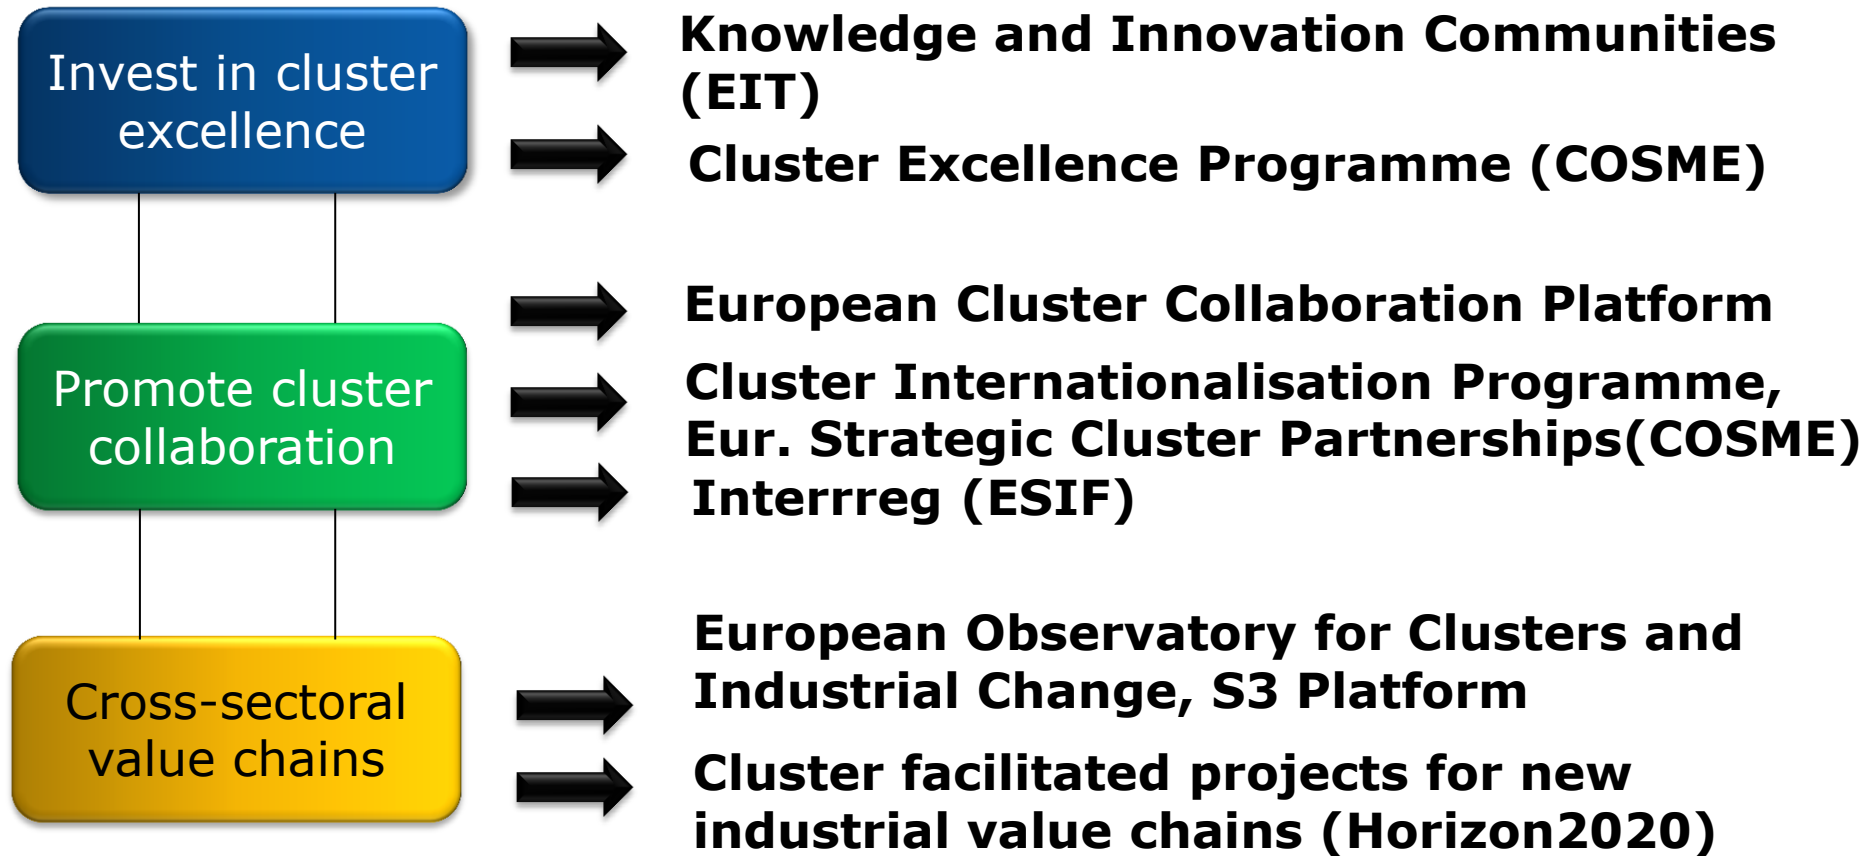 Invest in cluster
excellence
Knowledge and Innovation Communities
(EIT)
Cluster Excellence Programme (COSME)
Promote cluster
collaboration
European Cluster Collaboration Platform
Cluster Internationalisation Programme,
Eur. Strategic Cluster Partnerships(COSME)
Interrreg (ESIF)
Cross-sectoral
value chains
European Observatory for Clusters and
Industrial Change, S3 Platform
Cluster facilitated projects for new
industrial value chains (Horizon2020)